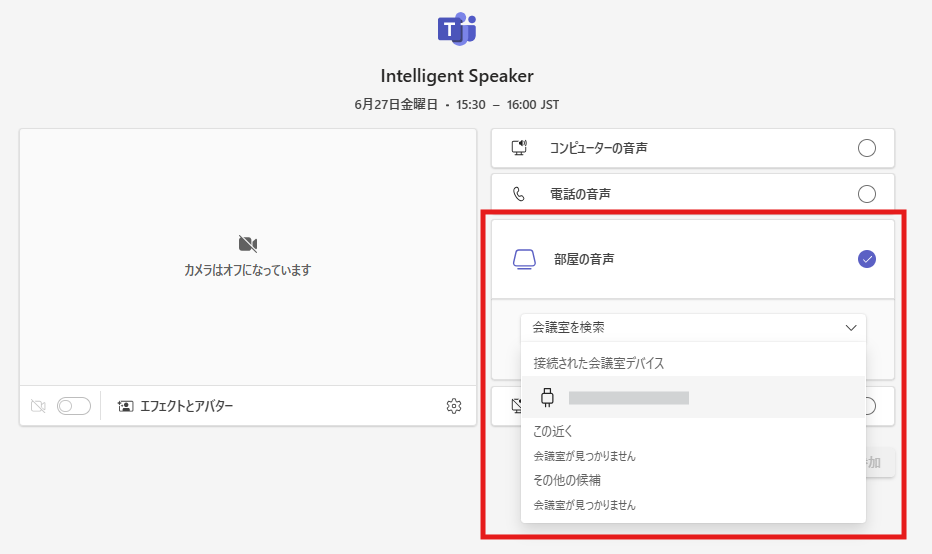 Intelligent Speaker
6月27日金曜日 • 15:30 – 16:00 JST
コンピューターの音声
電話の音声
部屋の音声
カメラはオフになっています
会議室を検索
接続された会議室デバイス
エフェクトとアバター
この近く
会議室が見つかりません
その他の候補
会議室が見つかりません
加